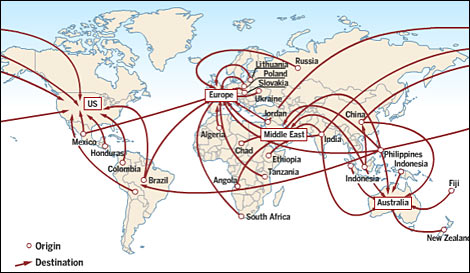 Lithuania
Russia
Poland
Slovakia
Europe
Ukraine
US
Jordan
China
Algeria
Middle East
Mexico
India
Honduras
Chad
Philippines
Ethiopia
Indonesia
Colombia
Tanzania
Brazil
Angola
Indonesia
Fiji
Australia
South Africa
New Zealand
Origin
Destination